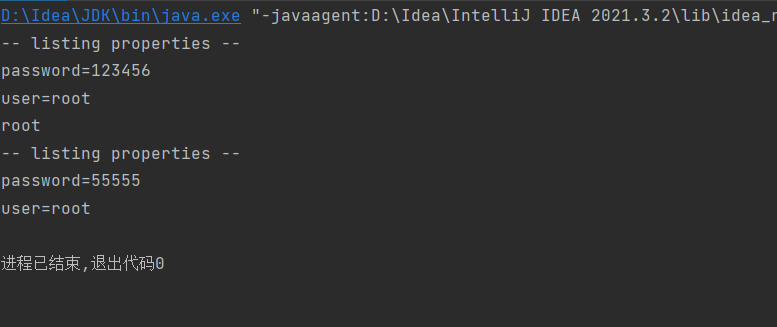 D:\Idea\JDK\bin\java.exe "-javaagent:D:\Idea\IntelliJ IDEA 2021.3.2\lib\idea_r
-- listing properties --
password=123456
user=root
root
-- listing properties --
password=55555
user=root
进程已结束,退出代码0